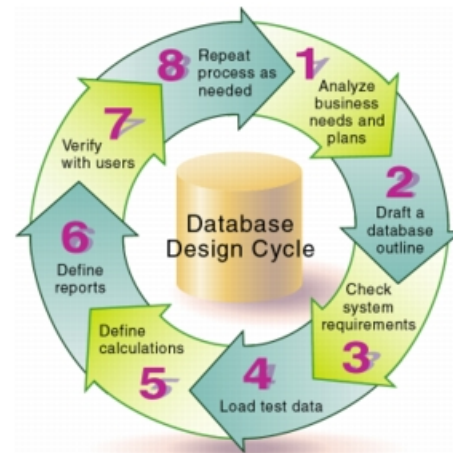 1
Analyze
business
needs and
plans
2
Draft a
database
outline
Check
system
requirements
3
4
Load test data
Define
calculations
5
6
Define
reports
7
Verify
with users
8
Repeat
process as
needed
Database
Design Cycle